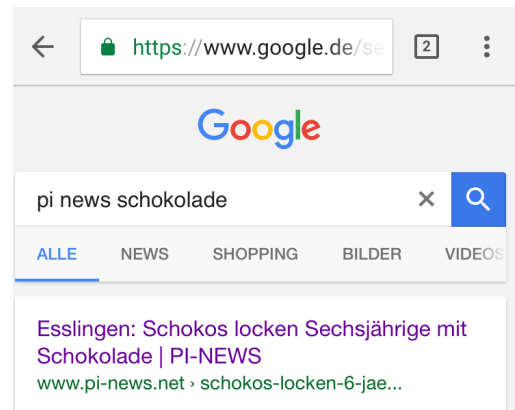 https://www.google.de/se
2
Google
pi news schokolade
ALLE NEWS SHOPPING BILDER VIDEOS
Esslingen: Schokos locken Sechsjährige mit
Schokolade | PI-NEWS
www.pi-news.net › schokos-locken-6-jae...